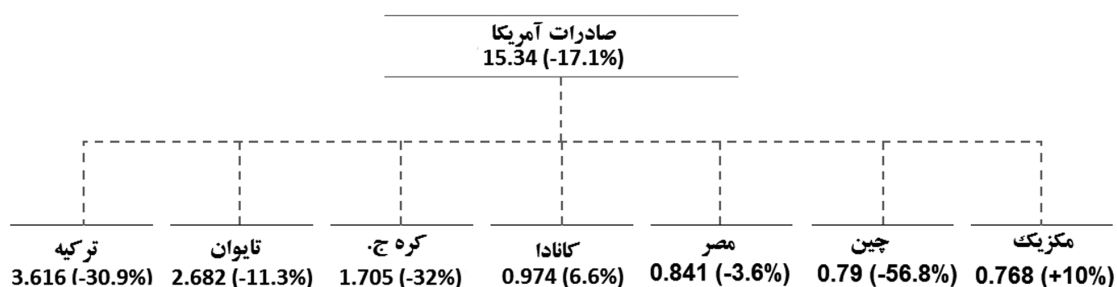 صادرات آمریکا
15.34 (-17.1%)
ترکیه
3.616 (-30.9%)
تایوان
2.682 (-11.3%)
کره ج.
1.705 (-32%)
کانادا
0.974 (6.6%)
مصر
0.841 (-3.6%)
چین
0.79 (-56.8%)
مکزیک
0.768 (+10%)